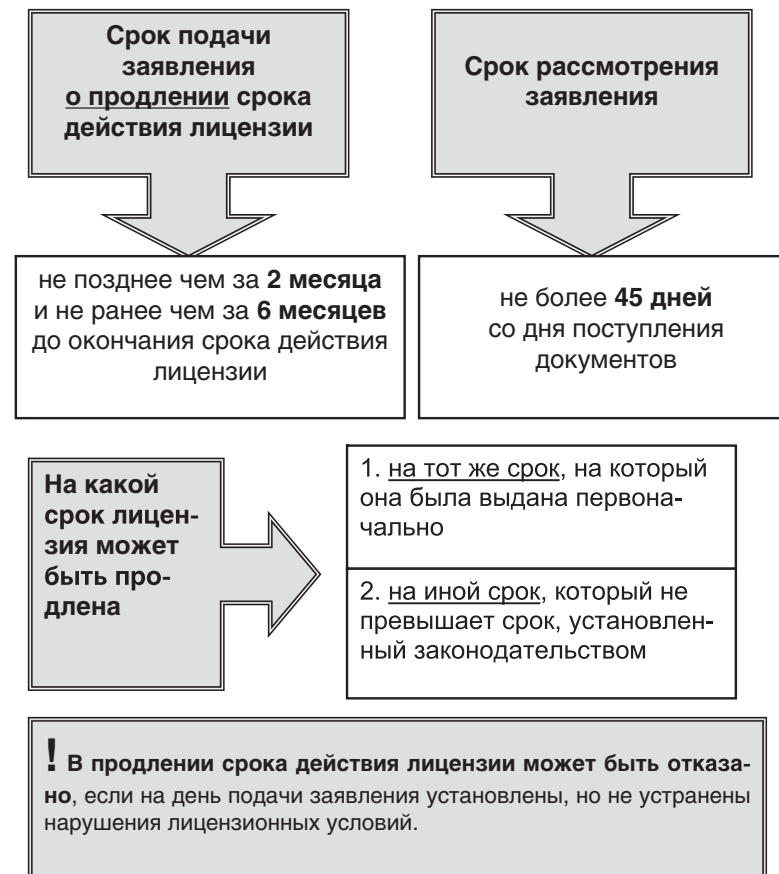 Срок подачи
заявления
о продлении срока
действия лицензии
Срок рассмотрения
заявления
не позднее чем за 2 месяца
и не ранее чем за 6 месяцев
до окончания срока действия
лицензии
не более 45 дней
со дня поступления
документов
На какой
срок лицен-
зия может
быть про-
длена
1. на тот же срок, на который
она была выдана первона-
чально
2. на иной срок, который не
превышает срок, установлен-
ный законодательством
! В продлении срока действия лицензии может быть отказа-
но, если на день подачи заявления установлены, но не устранены
нарушения лицензионных условий.